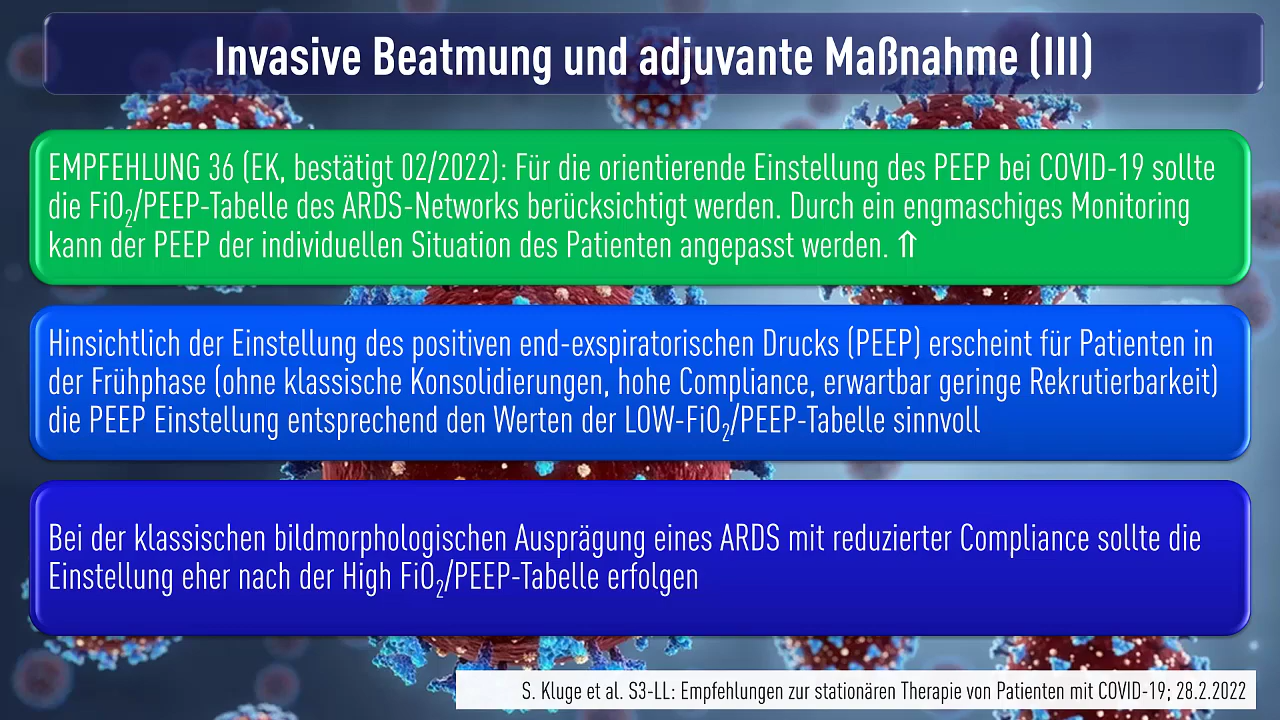 Invasive Beatmung und adjuvante Maßnahme (III)
EMPFEHLUNG 36 (EK, bestätigt 02/2022): Für die orientierende Einstellung des PEEP bei COVID-19 sollte
die FiO₂/PEEP-Tabelle des ARDS-Networks berücksichtigt werden. Durch ein engmaschiges Monitoring
kann der PEEP der individuellen Situation des Patienten angepasst werden. ⇑
Hinsichtlich der Einstellung des positiven end-exspiratorischen Drucks (PEEP) erscheint für Patienten in
der Frühphase (ohne klassische Konsolidierungen, hohe Compliance, erwartbar geringe Rekrutierbarkeit)
die PEEP Einstellung entsprechend den Werten der LOW-FiO₂/PEEP-Tabelle sinnvoll
Bei der klassischen bildmorphologischen Ausprägung eines ARDS mit reduzierter Compliance sollte die
Einstellung eher nach der High FiO₂/PEEP-Tabelle erfolgen
S. Kluge et al. S3-LL: Empfehlungen zur stationären Therapie von Patienten mit COVID-19; 28.2.2022